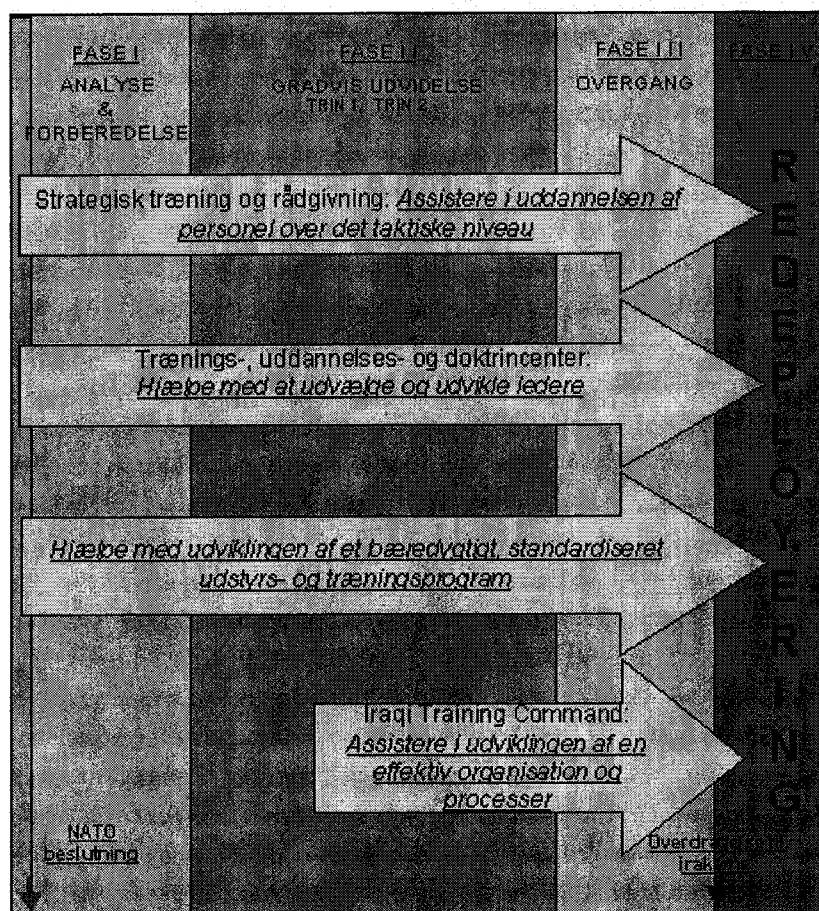 FASE I
ANALYSE
&
FORBEREDELSE
FASE II
GRADVIS UDVIDELSE
TRIN 1, TRIN 2
FASE III
OVERGANG
FASE IV
REDEPLOYERING
Strategisk træning og rådgivning: Assistere i uddannelsen af
personel over det taktiske niveau
Trænings-, uddannelses- og doktrincenter:
Hjælpe med at udvælge og udvikle ledere
Hjælpe med udviklingen af et bæredygtigt, standardiseret
udstyrs- og træningsprogram
Iraqi Training Command:
Assistere i udviklingen af en
effektiv organisation og
processer
NATO
beslutning